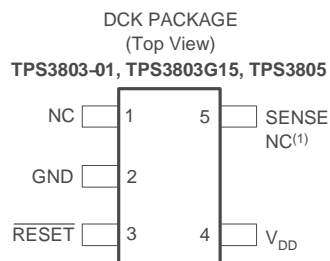 DCK PACKAGE
(Top View)
TPS3803-01, TPS3803G15, TPS3805
NC 1 5 SENSE
NC(1)
GND 2
RESET 3 4 VDD